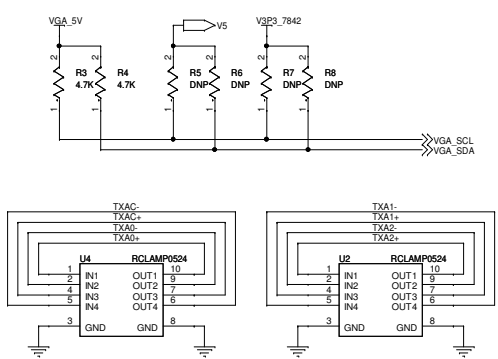 VGA_5V
V5
V3P3_7842
2 2 2 2 2 2
R3 R4 R5 R6 R7 R8
4.7K 4.7K DNP DNP DNP DNP
1 1 1 1 1 1
VGA_SCL
VGA_SDA
TXAC-
TXAC+
TXA0-
TXA0+
U4 RCLAMP0524
1 IN1 OUT1 10
2 IN2 OUT2 9
4 IN3 OUT3 7
5 IN4 OUT4 6
3 GND GND 8
TXA1-
TXA1+
TXA2-
TXA2+
U2 RCLAMP0524
1 IN1 OUT1 10
2 IN2 OUT2 9
4 IN3 OUT3 7
5 IN4 OUT4 6
3 GND GND 8